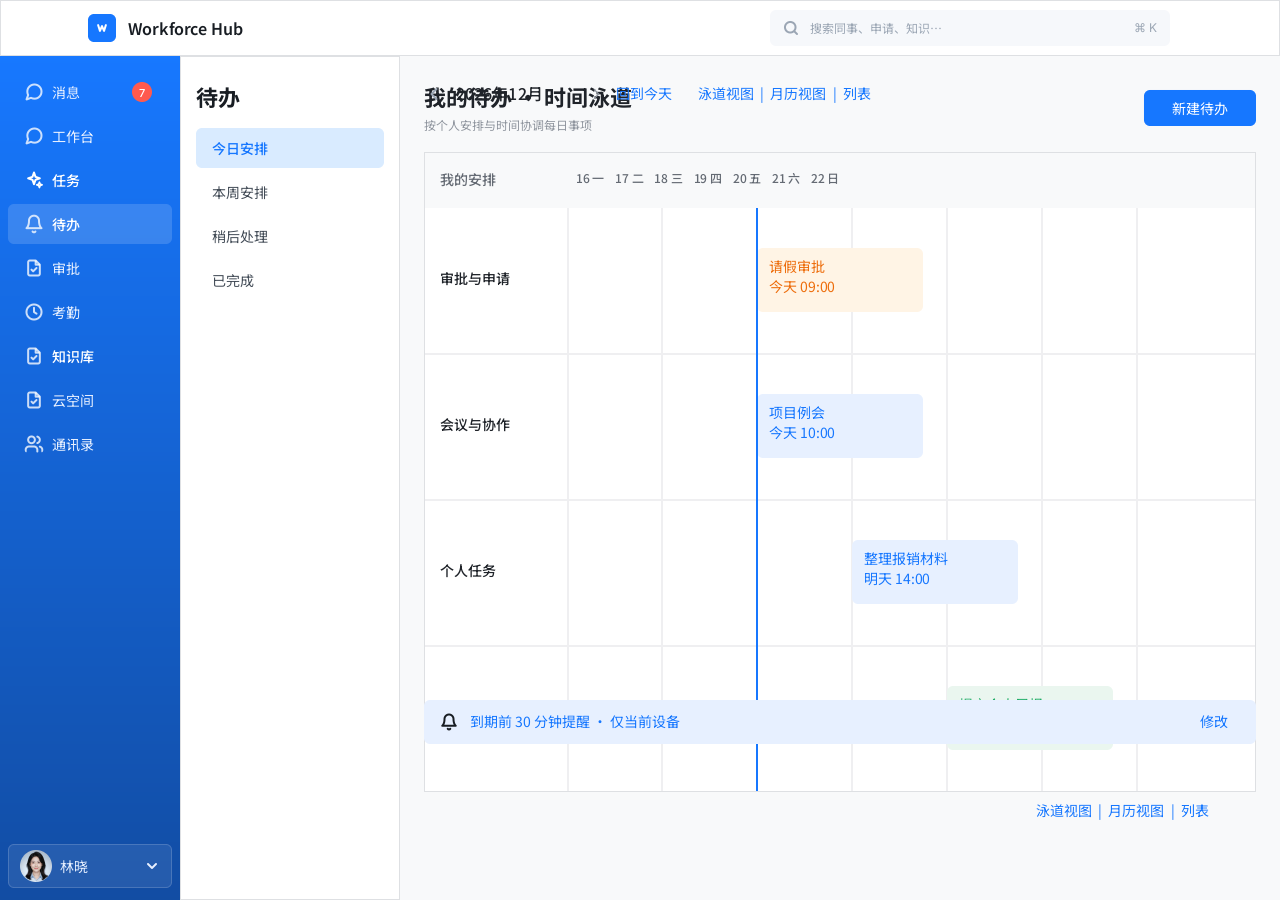 Workforce Hub
搜索同事、申请、知识…
⌘ K
消息
7
工作台
任务
待办
审批
考勤
知识库
云空间
通讯录
林晓
待办
今日安排
本周安排
稍后处理
已完成
我的待办 · 时间泳道
回到今天
泳道视图 | 月历视图 | 列表
按个人安排与时间协调每日事项
新建待办
我的安排
16 一 17 二 18 三 19 四 20 五 21 六 22 日
审批与申请
请假审批
今天 09:00
会议与协作
项目例会
今天 10:00
个人任务
整理报销材料
明天 14:00
到期前 30 分钟提醒 · 仅当前设备
修改
泳道视图 | 月历视图 | 列表